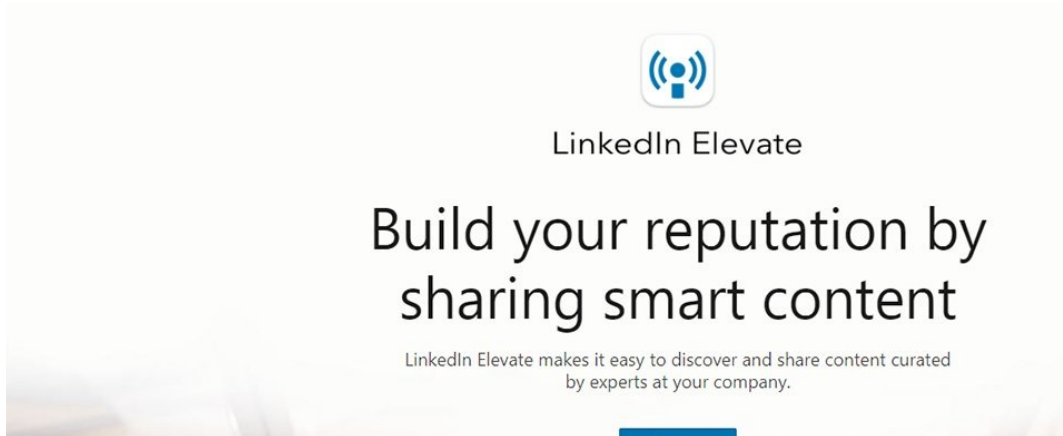 LinkedIn Elevate
Build your reputation by
sharing smart content
LinkedIn Elevate makes it easy to discover and share content curated
by experts at your company.